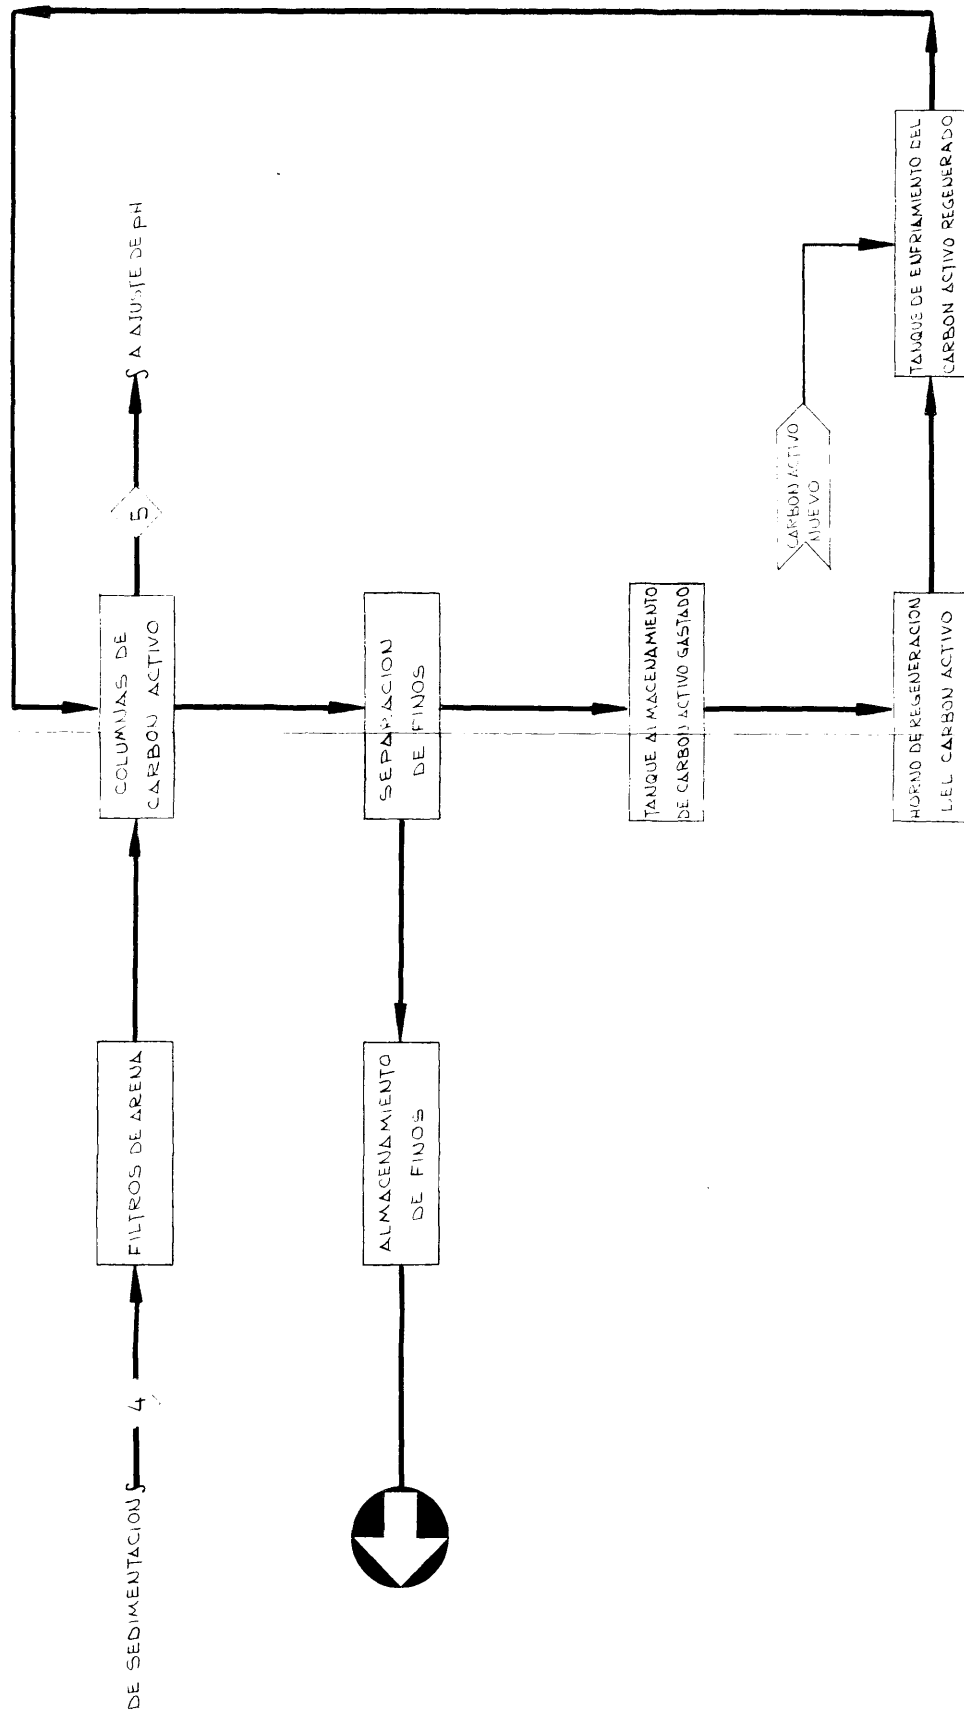 DE SEDIMENTACION
4
FILTROS DE ARENA
COLUMNAS DE
CARBON ACTIVO
5
A AJUSTE DE PH
ALMACENAMIENTO
DE FINOS
SEPARACION
DE FINOS
TANQUE ALMACENAMIENTO
DE CARBON ACTIVO GASTADO
CARBON ACTIVO
NUEVO
HORNO DE REGENERACION
DEL CARBON ACTIVO
TANQUE DE ENFRIAMIENTO DEL
CARBON ACTIVO REGENERADO